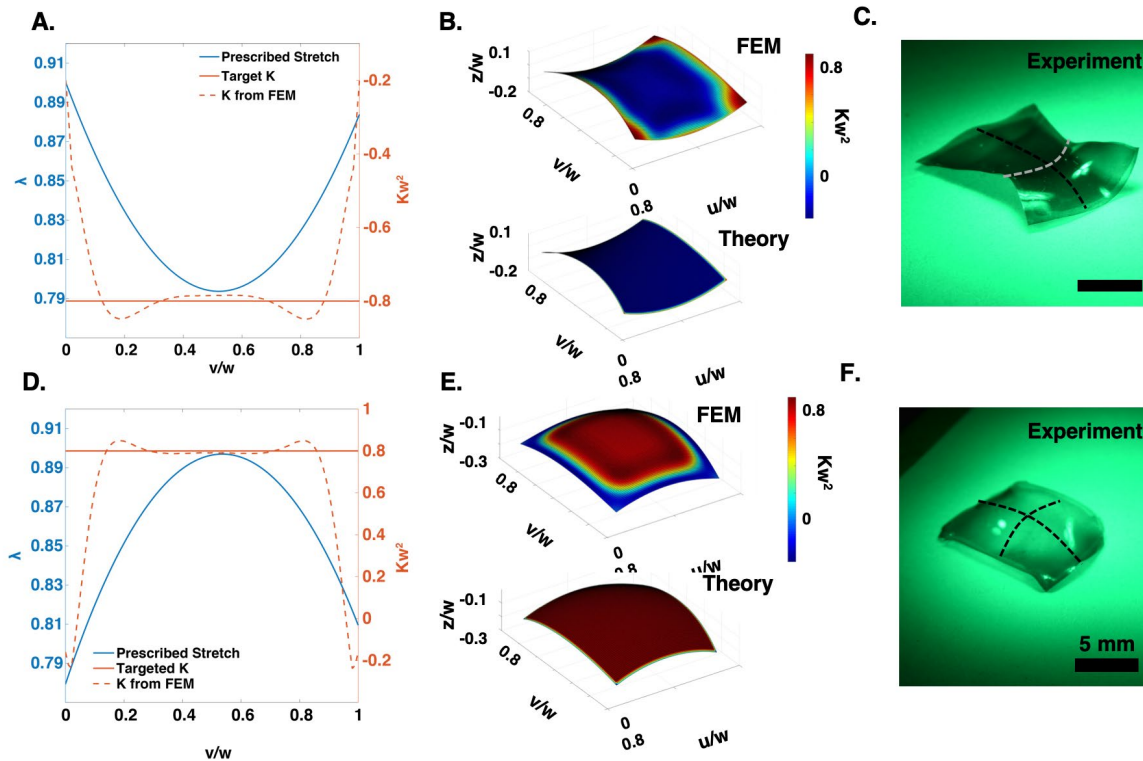 A.
Prescribed Stretch
Target K
K from FEM
0.91
0.89
0.87
0.85
0.83
0.81
0.79
λ
-0.2
-0.4
-0.6
-0.8
Kw²
0 0.2 0.4 0.6 0.8 1
v/w
B.
FEM
0.1
-0.2
z/w
0.8
v/w
0
0.8
u/w
0.8
0
Kw²
Theory
0.1
-0.2
z/w
0.8
v/w
0
0.8
u/w
C.
Experiment
D.
0.91
0.89
0.87
0.85
0.83
0.81
0.79
λ
1
0.8
0.6
0.4
0.2
0
-0.2
Kw²
Prescribed Stretch
Targeted K
K from FEM
0 0.2 0.4 0.6 0.8 1
v/w
E.
FEM
-0.1
-0.3
z/w
0.8
v/w
0
0.8
u/w
0.8
0
Kw²
Theory
-0.1
-0.3
z/w
0.8
v/w
0
0.8
u/w
F.
Experiment
5 mm